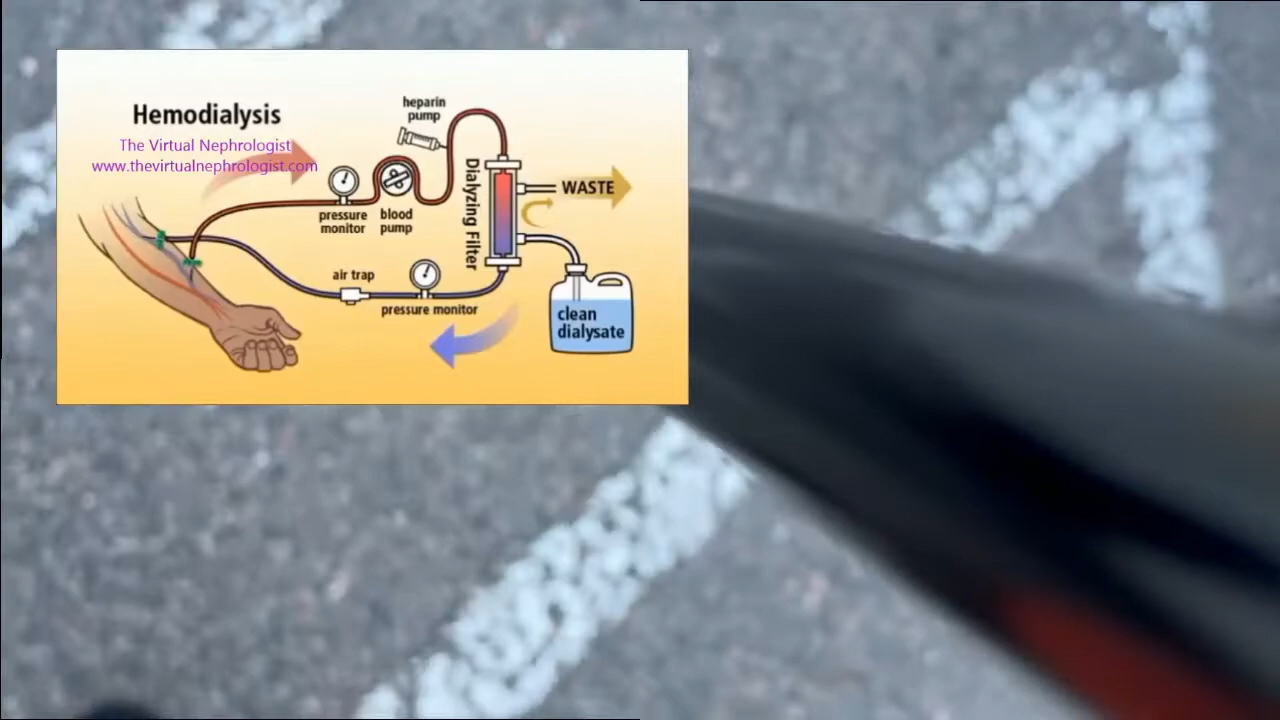 Hemodialysis
The Virtual Nephrologist
www.thevirtualnephrologist.com
heparin
pump
pressure
monitor
blood
pump
Dialyzing Filter
WASTE
air trap
pressure monitor
clean
dialysate